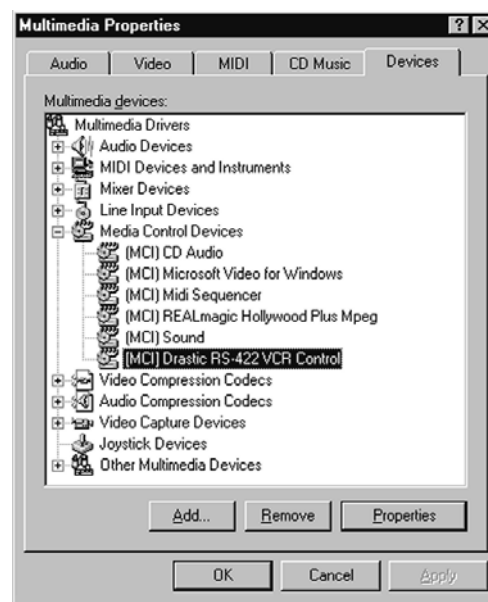 Multimedia Properties
Audio Video MIDI CD Music Devices
Multimedia devices:
Multimedia Drivers
Audio Devices
MIDI Devices and Instruments
Mixer Devices
Line Input Devices
Media Control Devices
(MCI) CD Audio
(MCI) Microsoft Video for Windows
(MCI) Midi Sequencer
(MCI) REALmagic Hollywood Plus Mpeg
(MCI) Sound
(MCI) Drastic RS-422 VCR Control
Video Compression Codecs
Audio Compression Codecs
Video Capture Devices
Joystick Devices
Other Multimedia Devices
Add... Remove Properties
OK Cancel Apply